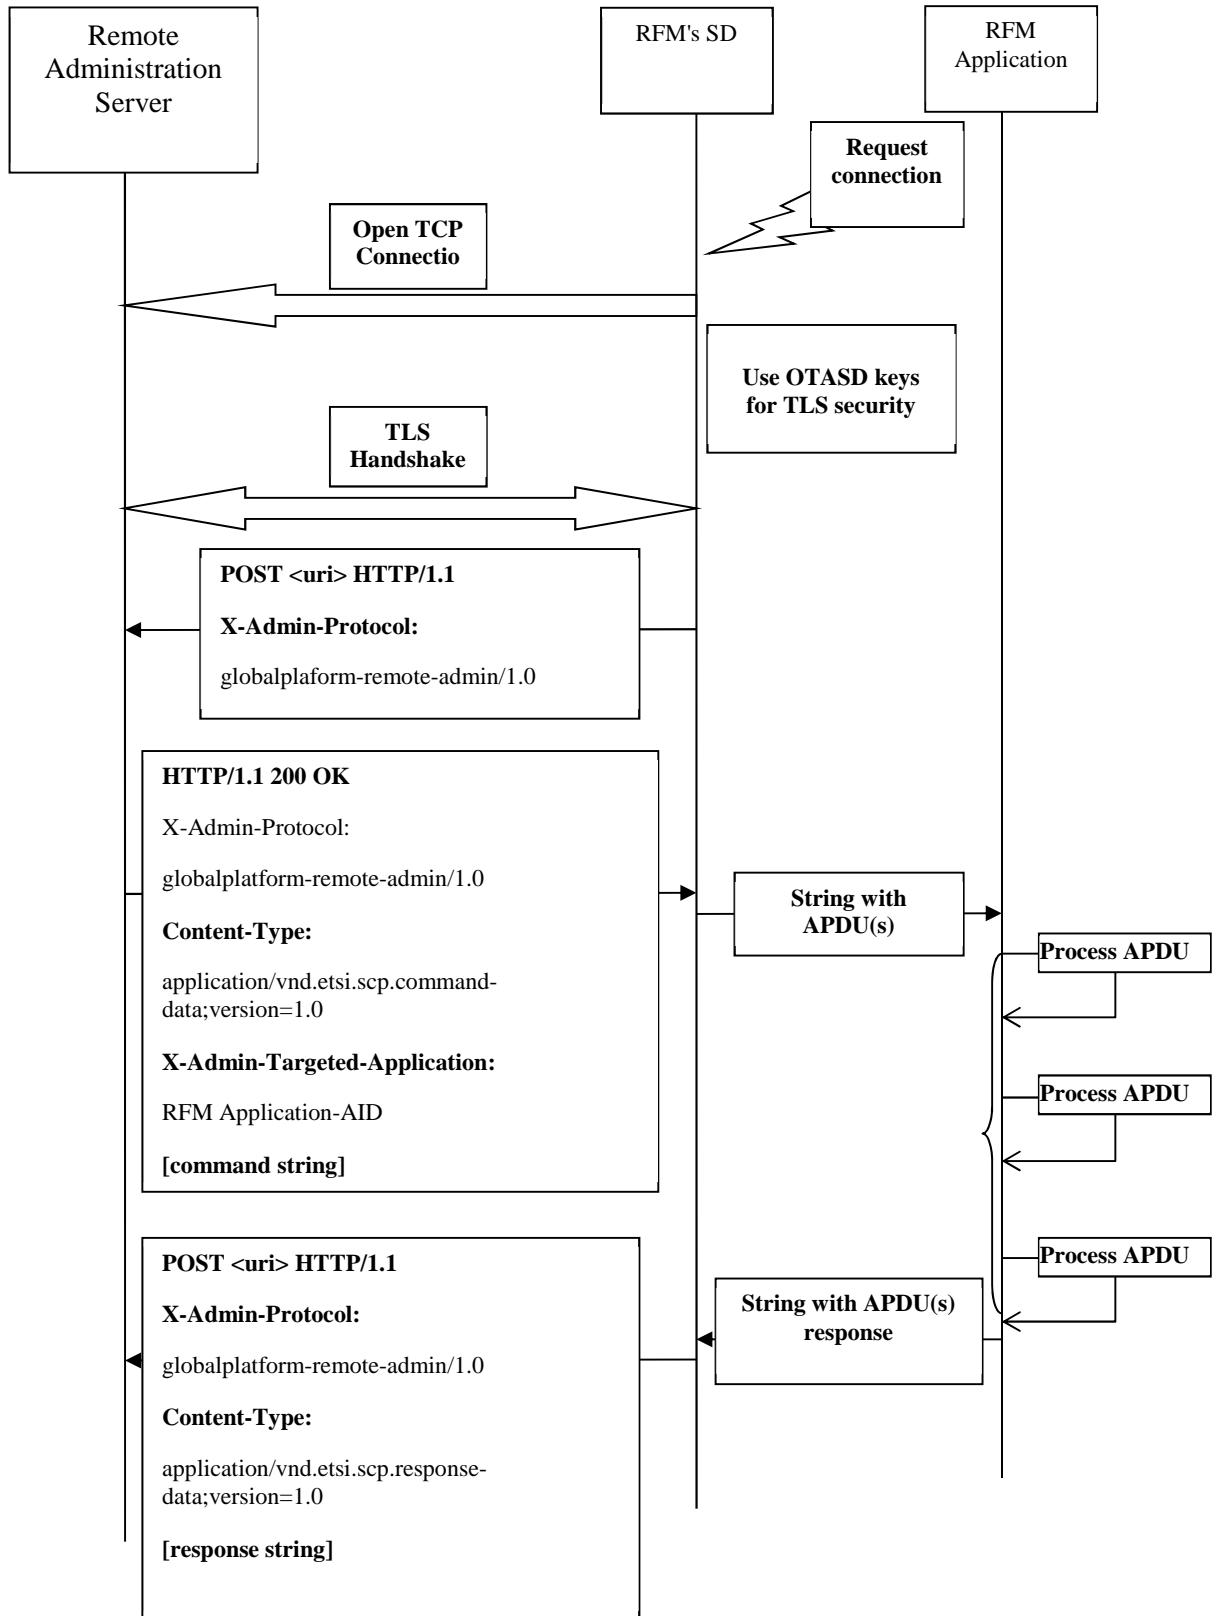 Remote
Administration
Server
RFM's SD
RFM
Application
Request
connection
Open TCP
Connectio
Use OTASD keys
for TLS security
TLS
Handshake
POST <uri> HTTP/1.1
X-Admin-Protocol:
globalplaform-remote-admin/1.0
HTTP/1.1 200 OK
X-Admin-Protocol:
globalplatform-remote-admin/1.0
Content-Type:
application/vnd.etsi.scp.command-
data;version=1.0
X-Admin-Targeted-Application:
RFM Application-AID
[command string]
String with
APDU(s)
Process APDU
Process APDU
Process APDU
String with APDU(s)
response
POST <uri> HTTP/1.1
X-Admin-Protocol:
globalplatform-remote-admin/1.0
Content-Type:
application/vnd.etsi.scp.response-
data;version=1.0
[response string]